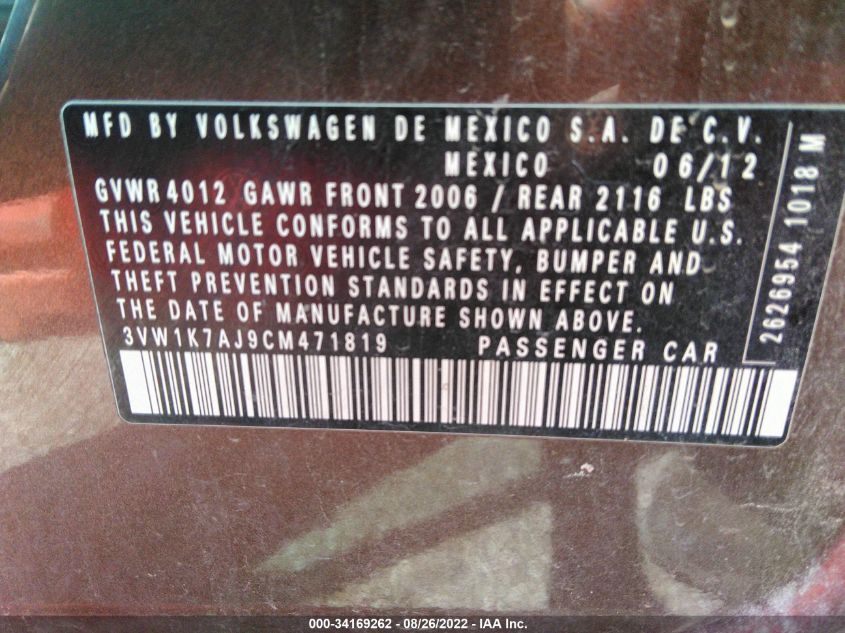 MFD BY VOLKSWAGEN DE MEXICO S.A. DE C.V.
MEXICO 06/12
GVWR 4012 GAWR FRONT 2006 / REAR 2116 LBS
THIS VEHICLE CONFORMS TO ALL APPLICABLE U.S.
FEDERAL MOTOR VEHICLE SAFETY, BUMPER AND
THEFT PREVENTION STANDARDS IN EFFECT ON
THE DATE OF MANUFACTURE SHOWN ABOVE.
3VW1K7AJ9CM471819 PASSENGER CAR
2626954 1018 M
000-34169262 - 08/26/2022 - IAA Inc.